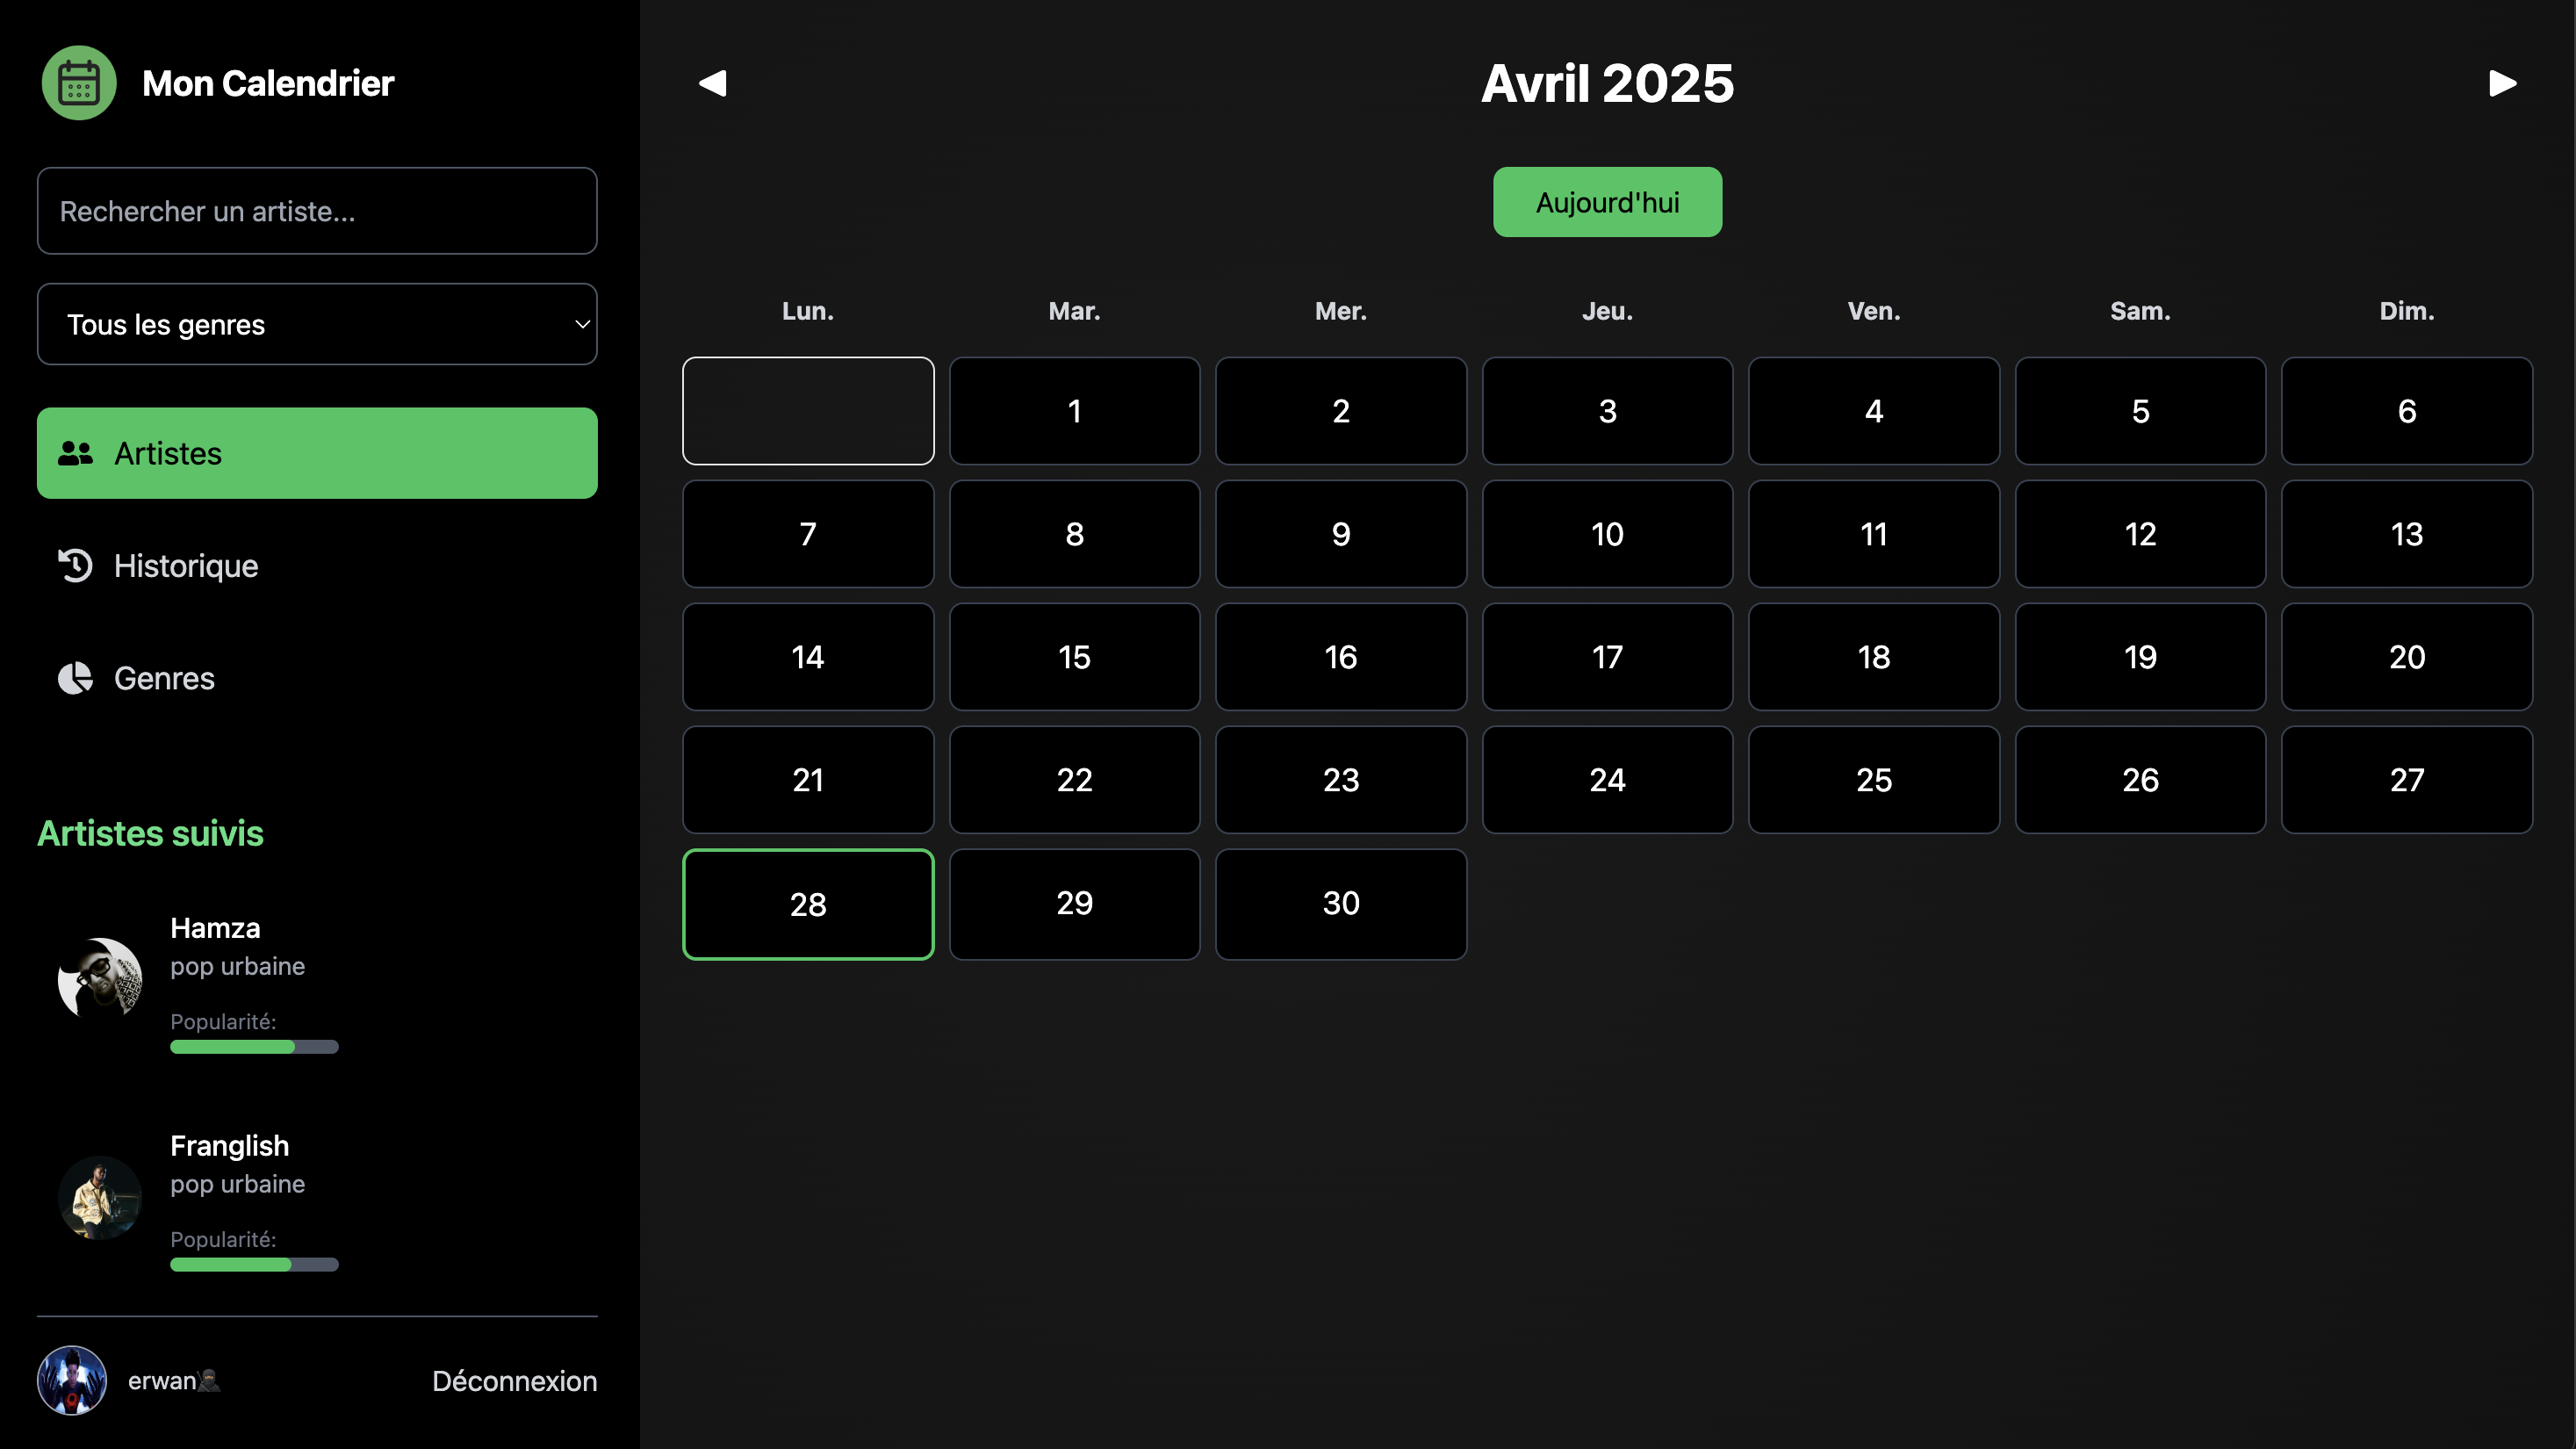 Mon Calendrier
Rechercher un artiste...
Tous les genres
Artistes
Historique
Genres
Artistes suivis
Hamza
pop urbaine
Popularité:
Franglish
pop urbaine
Popularité:
erwan🥷🏿
Déconnexion
Avril 2025
Aujourd'hui
Lun. Mar. Mer. Jeu. Ven. Sam. Dim.
1 2 3 4 5 6
7 8 9 10 11 12 13
14 15 16 17 18 19 20
21 22 23 24 25 26 27
28 29 30